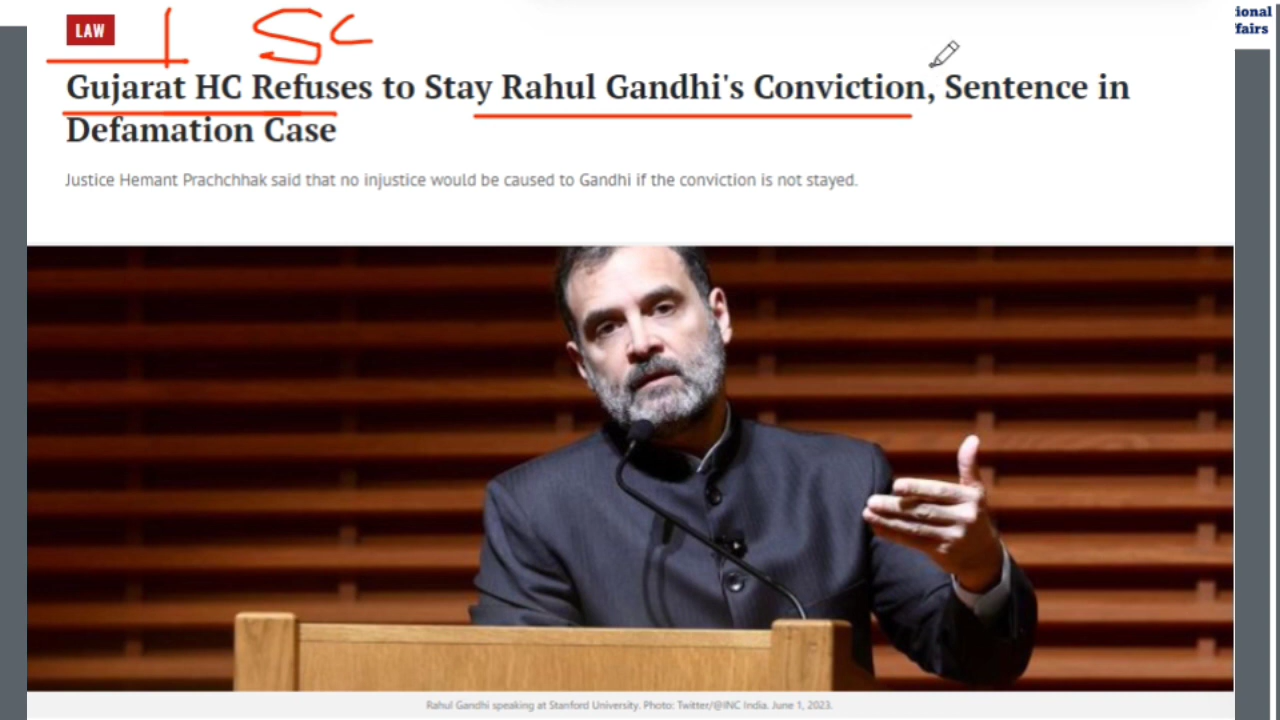 LAW
SC
ional
ffairs
Gujarat HC Refuses to Stay Rahul Gandhi's Conviction, Sentence in
Defamation Case
Justice Hemant Prachchhak said that no injustice would be caused to Gandhi if the conviction is not stayed.
Rahul Gandhi speaking at Stanford University. Photo: Twitter/@INC India. June 1, 2023.